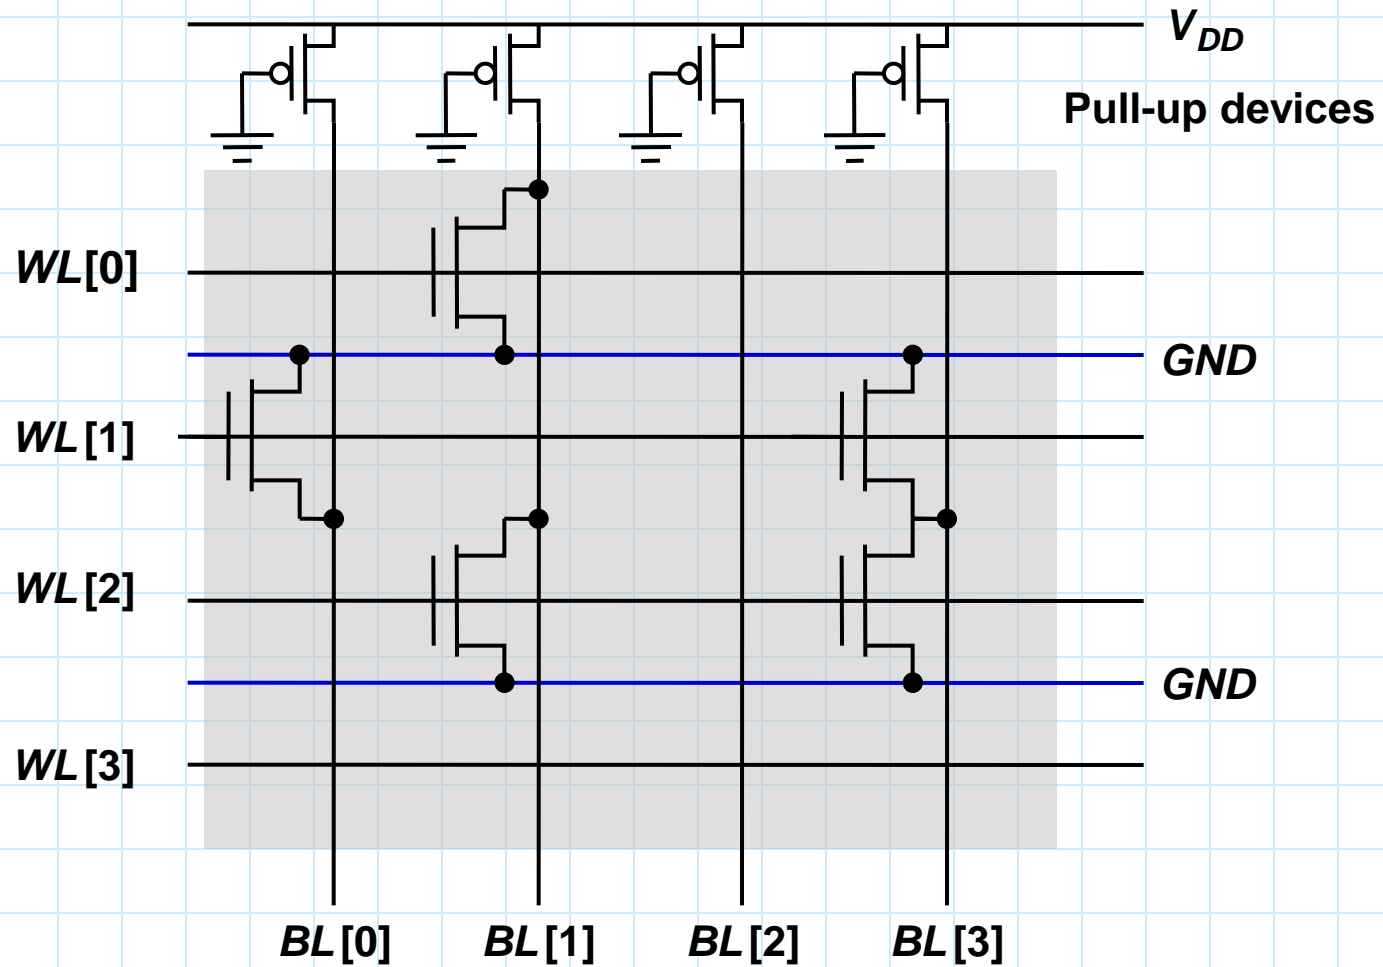 V_DD
Pull-up devices
WL[0]
GND
WL[1]
WL[2]
GND
WL[3]
BL[0] BL[1] BL[2] BL[3]